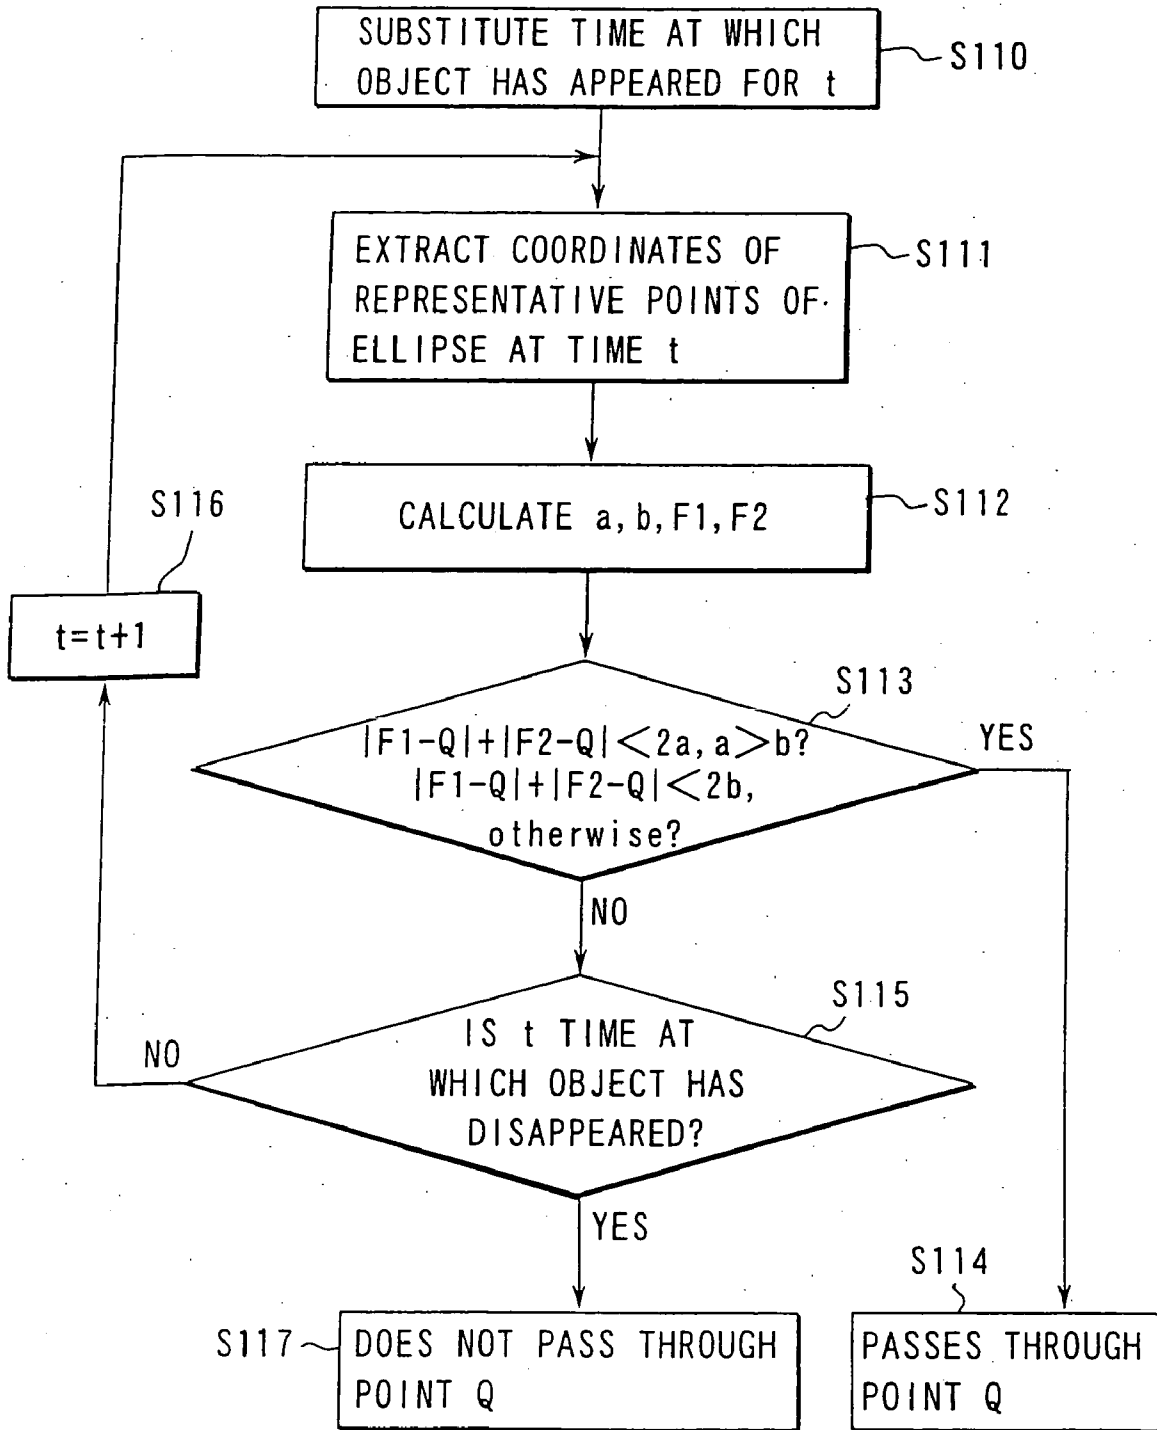 SUBSTITUTE TIME AT WHICH
OBJECT HAS APPEARED FOR t
S110
EXTRACT COORDINATES OF
REPRESENTATIVE POINTS OF
ELLIPSE AT TIME t
S111
CALCULATE a, b, F1, F2
S112
S116
t=t+1
S113
|F1-Q|+|F2-Q|<2a, a>b?
|F1-Q|+|F2-Q|<2b,
otherwise?
YES
NO
S115
IS t TIME AT
WHICH OBJECT HAS
DISAPPEARED?
NO
YES
S114
S117
DOES NOT PASS THROUGH
POINT Q
PASSES THROUGH
POINT Q